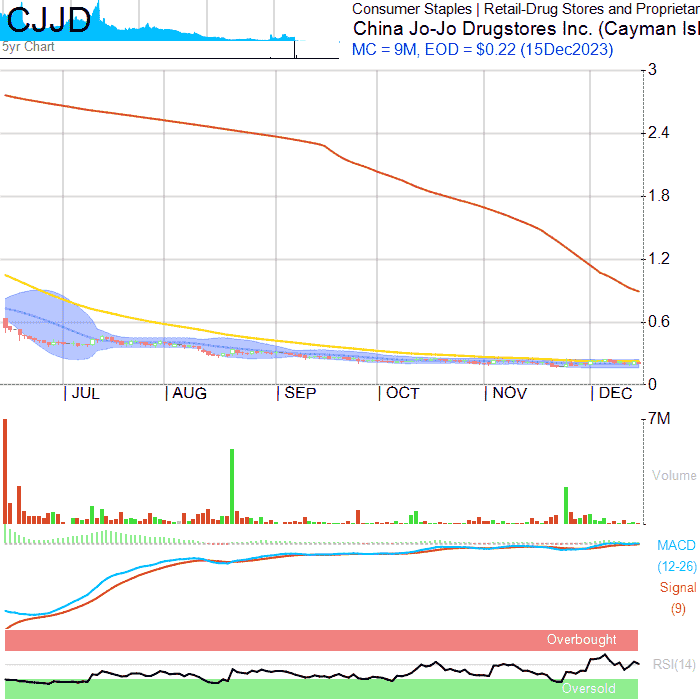 CJJD
5yr Chart
Consumer Staples | Retail-Drug Stores and Proprietar
China Jo-Jo Drugstores Inc. (Cayman Isl
MC = 9M, EOD = $0.22 (15Dec2023)
3
2.4
1.8
1.2
0.6
0
JUL
AUG
SEP
OCT
NOV
DEC
7M
Volume
MACD
(12-26)
Signal
(9)
Overbought
RSI(14)
Oversold